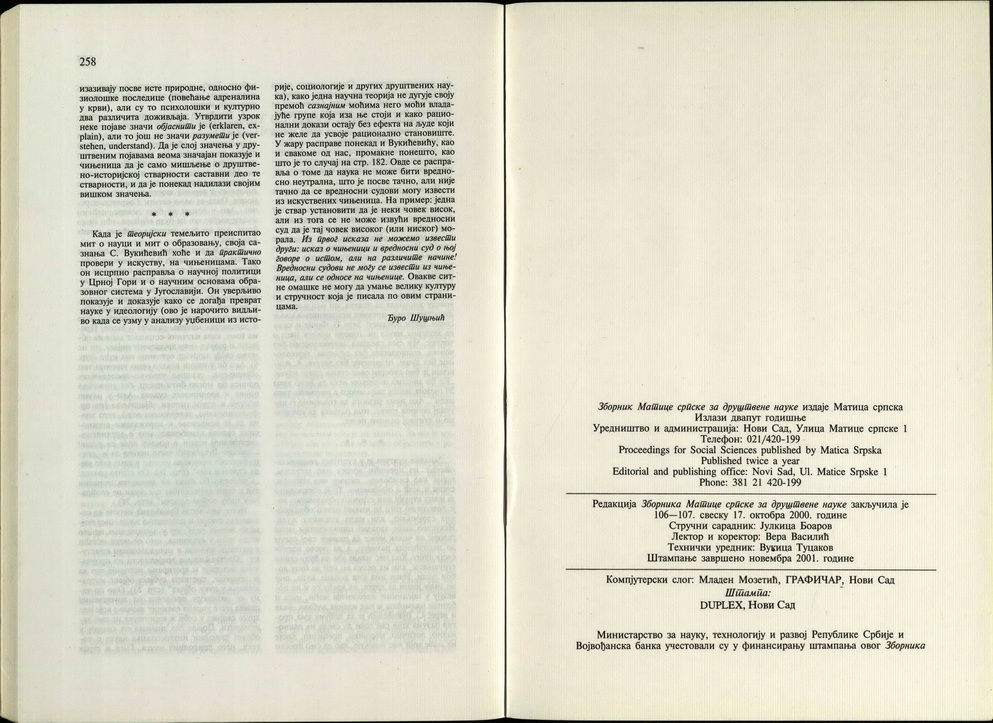 258
изазивају посве исте природне, односно фи-
зиолошке последице (повећање адреналина
у крви), али су то психолошки и културно
два различита доживљаја. Утврдити узрок
неке појаве значи објаснити је (erklaren, ex-
plain), али то још не значи разумети је (ver-
stehen, understand). Да је слој значења у дру-
штвеним појавама веома значајан показује и
чињеница да је само мишљење о друштве-
но-историјској стварности саставни део те
стварности, и да је понекад надилази својим
вишком значења.
* * *
Када је теоријски темељито преиспитао
мит о науци и мит о образовању, своја са-
знања С. Вукићевић хоће и да практично
провери у искуству, на чињеницама. Тако
он исцрпно расправља о научној политици
у Црној Гори и о научним основама обра-
зовног система у Југославији. Он уверљиво
показује и доказује како се догађа преврат
науке у идеологију (ово је нарочито видљи-
во када се узму у анализу уџбеници из исто-
рије, социологије и других друштвених нау-
ка), како једна научна теорија не дугује своју
премоћ сазнајним моћима него моћи влада-
јуће групе која иза ње стоји и како рацио-
нални докази остају без ефекта на људе који
не желе да усвоје рационално становиште.
У жару расправе понекад и Вукићевићу, као
и свакоме од нас, промакне понешто, као
што је то случај на стр. 182. Овде се распра-
вља о томе да наука не може бити вредно-
сно неутрална, што је посве тачно, али није
тачно да се вредносни судови могу извести
из искуствених чињеница. На пример: једна
је ствар установити да је неки човек висок,
али из тога се не може извући вредносни
суд да је тај човек високог (или ниског) мо-
рала. Из првог исказа не можемо извести
други: исказ о чињеници и вредносни суд о њој
говоре о истом, али на различите начине!
Вредносни судови не могу се извести из чиње-
ница, али се односе на чињенице. Овакве сит-
не омашке не могу да умање велику културу
и стручност која је писала по овим страни-
цама.
Ђуро Шушњић
Зборник Матице српске за друштвене науке издаје Матица српска
Излази двапут годишње
Уредништво и администрација: Нови Сад, Улица Матице српске 1
Телефон: 021/420-199
Proceedings for Social Sciences published by Matica Srpska
Published twice a year
Editorial and publishing office: Novi Sad, Ul. Matice Srpske 1
Phone: 381 21 420-199
Редакција Зборника Матице српске за друштвене науке закључила је
106—107. свеску 17. октобра 2000. године
Стручни сарадник: Јулкица Боаров
Лектор и коректор: Вера Василић
Технички уредник: Вукица Туцаков
Штампање завршено новембра 2001. године
Компјутерски слог: Младен Мозетић, ГРАФИЧАР, Нови Сад
Штампа:
DUPLEX, Нови Сад
Министарство за науку, технологију и развој Републике Србије и
Војвођанска банка учествовали су у финансирању штампања овог Зборника